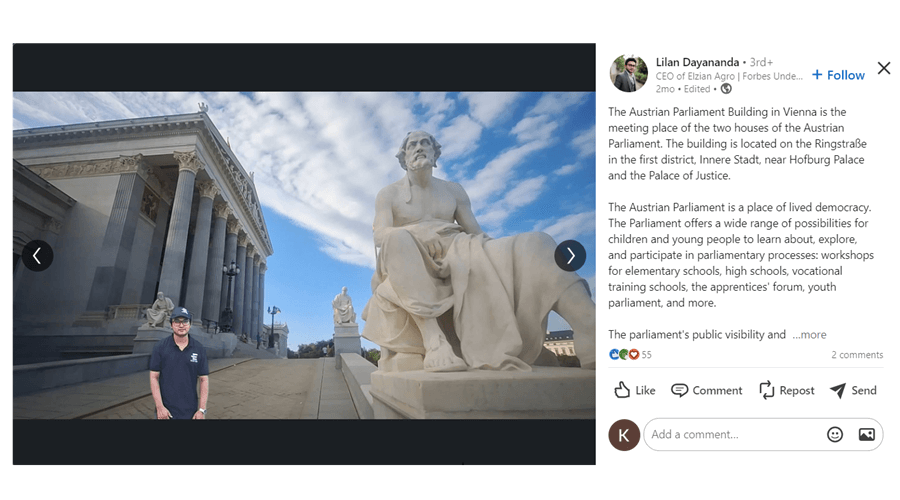 Lilan Dayananda • 3rd+
CEO of Elzian Agro | Forbes Unde...
2mo • Edited •
+ Follow
The Austrian Parliament Building in Vienna is the
meeting place of the two houses of the Austrian
Parliament. The building is located on the Ringstraße
in the first district, Innere Stadt, near Hofburg Palace
and the Palace of Justice.
The Austrian Parliament is a place of lived democracy.
The Parliament offers a wide range of possibilities for
children and young people to learn about, explore,
and participate in parliamentary processes: workshops
for elementary schools, high schools, vocational
training schools, the apprentices' forum, youth
parliament, and more.
The parliament's public visibility and ...more
55
2 comments
Like
Comment
Repost
Send
K
Add a comment...